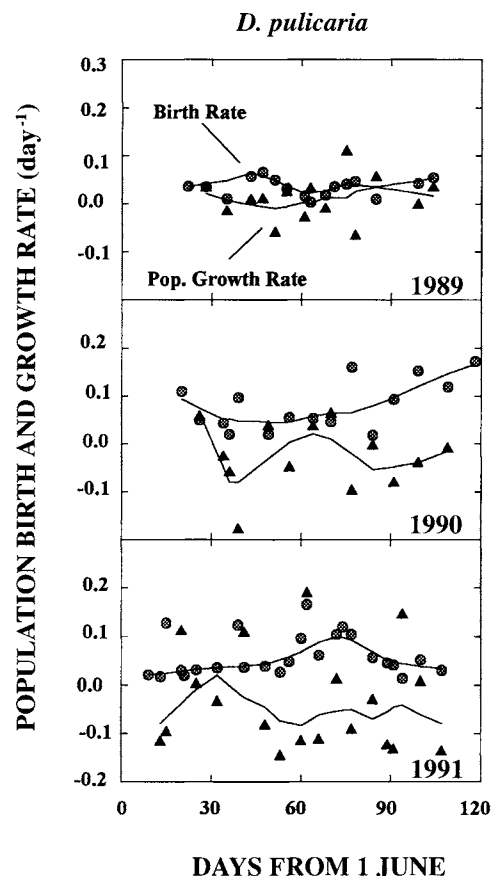 D. pulicaria
POPULATION BIRTH AND GROWTH RATE (day-1)
0.3
0.2
0.1
0.0
-0.1
Birth Rate
Pop. Growth Rate
1989
0.2
0.1
0.0
-0.1
1990
0.2
0.1
0.0
-0.1
-0.2
1991
0 30 60 90 120
DAYS FROM 1 JUNE